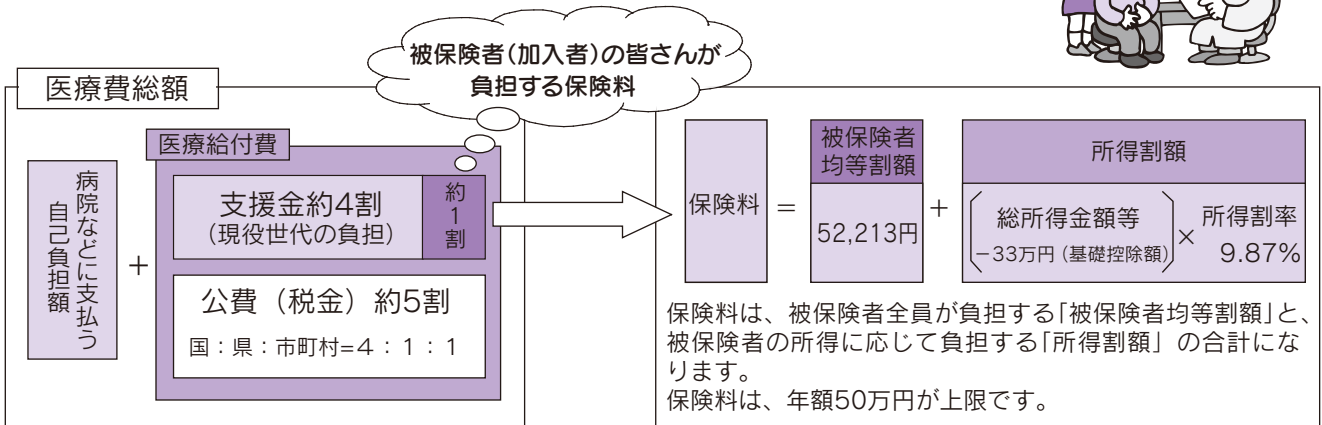 被保険者(加入者)の皆さんが
負担する保険料
医療費総額
病院などに支払う
自己負担額
+
医療給付費
支援金約4割
(現役世代の負担)
約1割
公費(税金)約5割
国:県:市町村=4:1:1
保険料
=
被保険者
均等割額
52,213円
+
所得割額
総所得金額等
-33万円(基礎控除額)
×
所得割率
9.87%
保険料は、被保険者全員が負担する「被保険者均等割額」と、
被保険者の所得に応じて負担する「所得割額」の合計にな
ります。
保険料は、年額50万円が上限です。